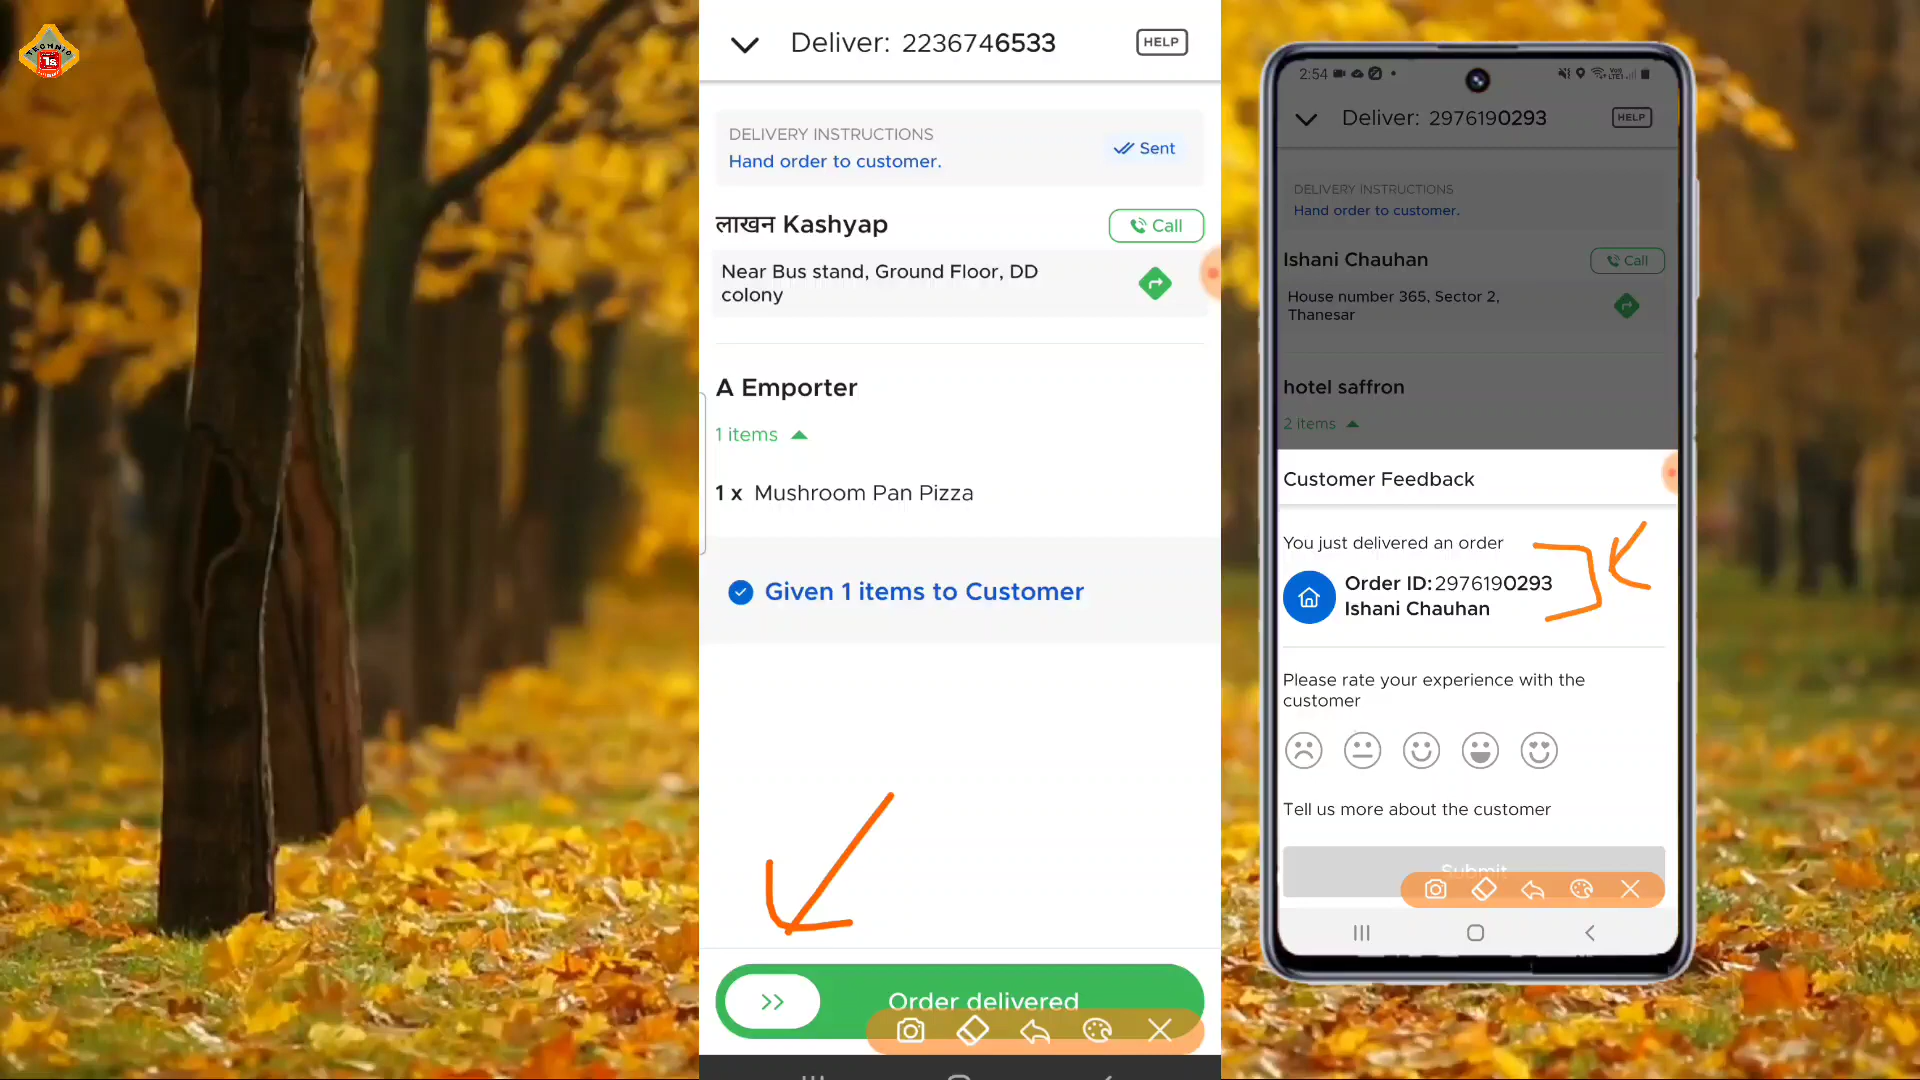 TECHNIC
1s
Deliver: 2236746533
HELP
DELIVERY INSTRUCTIONS
Hand order to customer.
Sent
लाखन Kashyap
Call
Near Bus stand, Ground Floor, DD
colony
A Emporter
1 items
1 x Mushroom Pan Pizza
Given 1 items to Customer
Order delivered
2:54
Deliver: 2976190293
HELP
DELIVERY INSTRUCTIONS
Hand order to customer.
Ishani Chauhan
Call
House number 365, Sector 2,
Thanesar
hotel saffron
2 items
Customer Feedback
You just delivered an order
Order ID: 2976190293
Ishani Chauhan
Please rate your experience with the
customer
Tell us more about the customer
Submit